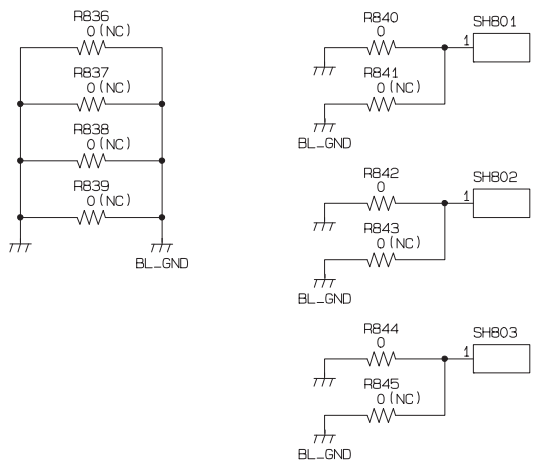 R836
0(NC)
R837
0(NC)
R838
0(NC)
R839
0(NC)
BL_GND
R840
0
R841
0(NC)
BL_GND
1
SH801
R842
0
R843
0(NC)
BL_GND
1
SH802
R844
0
R845
0(NC)
BL_GND
1
SH803